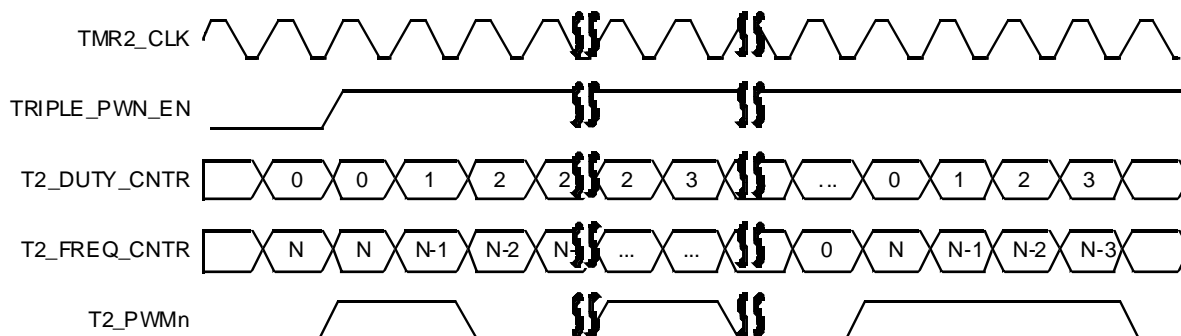 TMR2_CLK
TRIPLE_PWN_EN
T2_DUTY_CNTR 0 0 1 2 2 2 3 ... 0 1 2 3
T2_FREQ_CNTR N N N-1 N-2 N- ... ... 0 N N-1 N-2 N-3
T2_PWMn